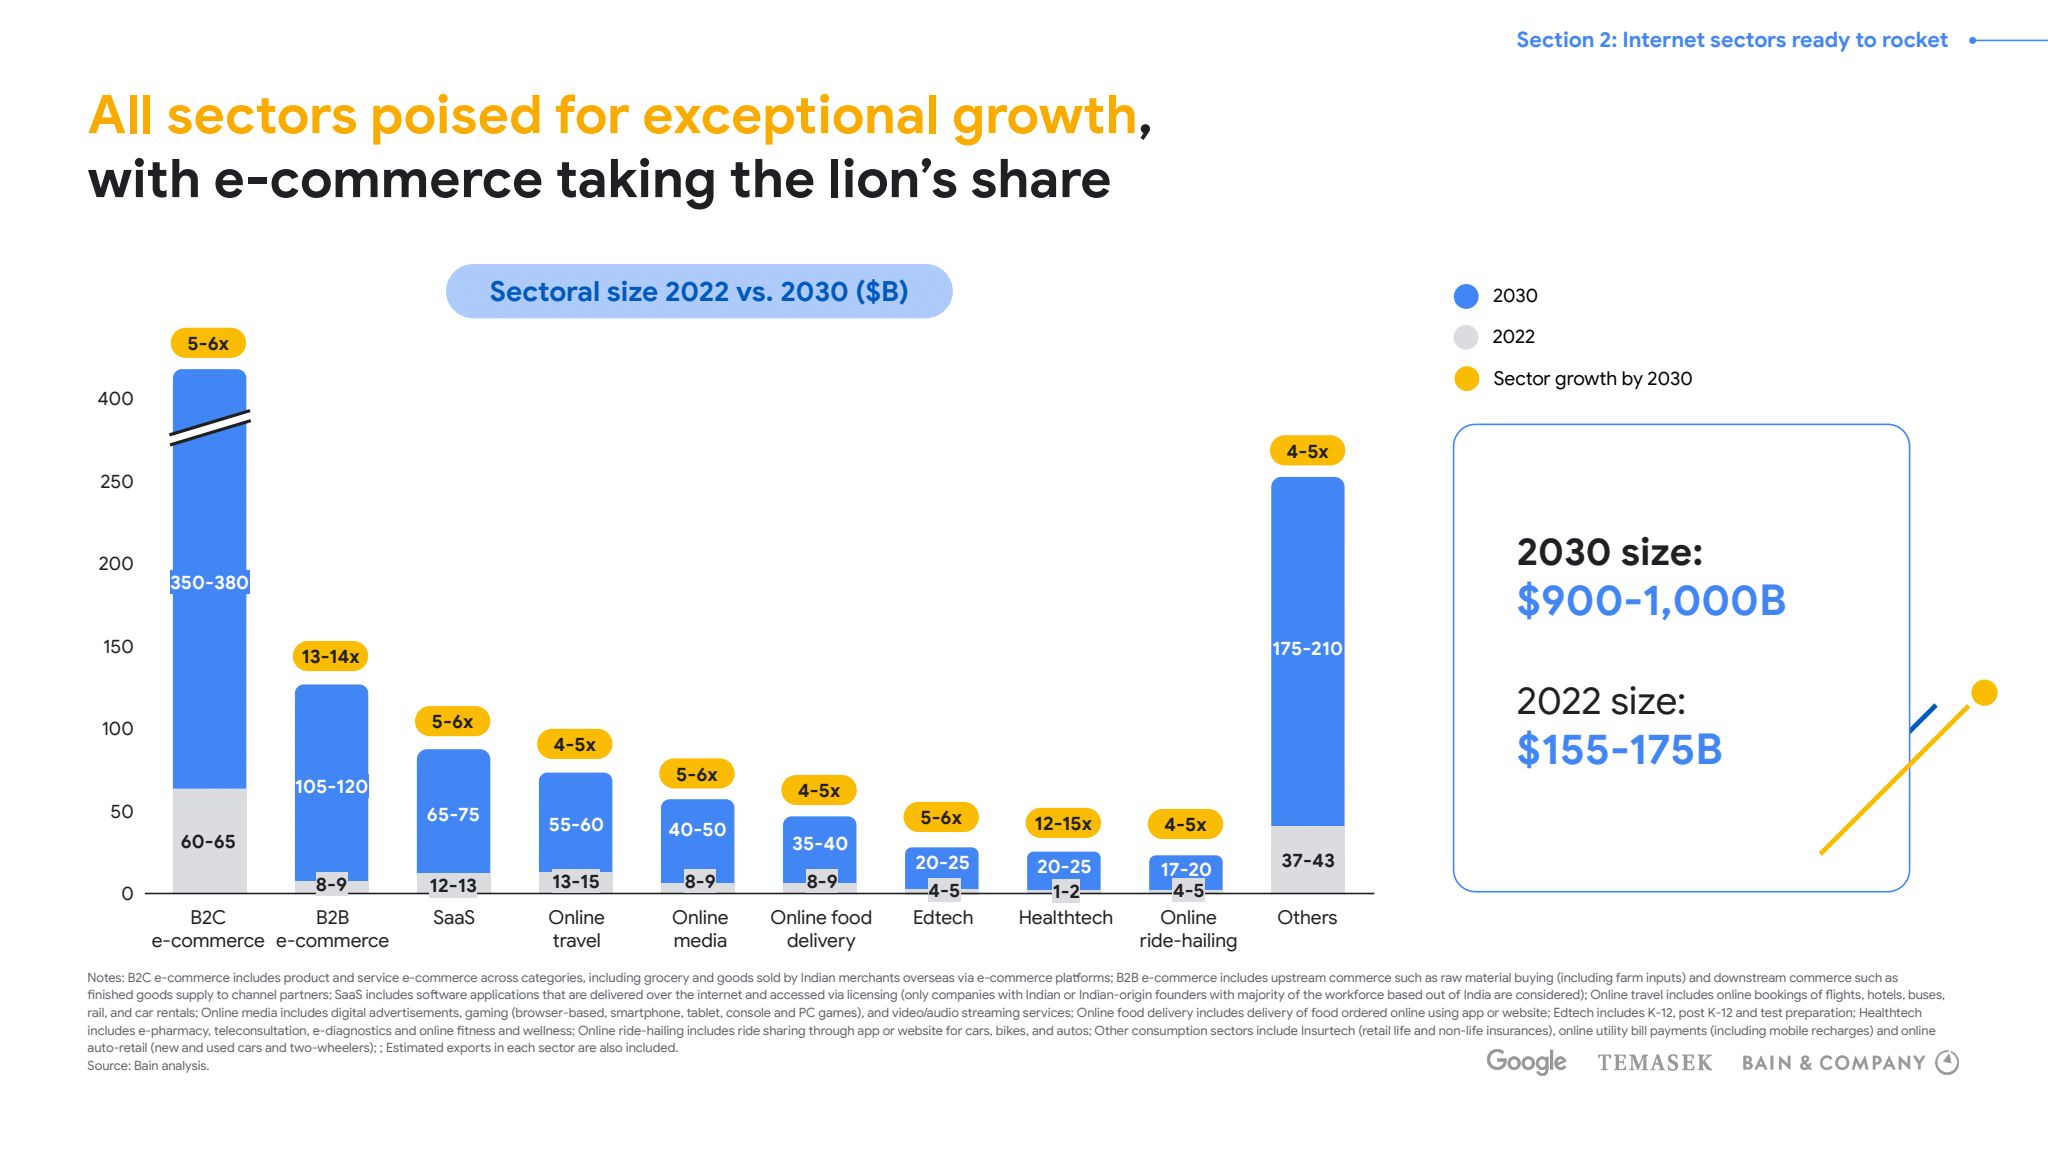 Section 2: Internet sectors ready to rocket
All sectors poised for exceptional growth,
with e-commerce taking the lion’s share
Sectoral size 2022 vs. 2030 ($B)
2030
2022
Sector growth by 2030
400
250
200
150
100
50
0
5-6x
350-380
60-65
13-14x
105-120
8-9
5-6x
65-75
12-13
4-5x
55-60
13-15
5-6x
40-50
8-9
4-5x
35-40
8-9
5-6x
20-25
4-5
12-15x
20-25
1-2
4-5x
17-20
4-5
4-5x
175-210
37-43
B2C
e-commerce
B2B
e-commerce
SaaS
Online
travel
Online
media
Online food
delivery
Edtech
Healthtech
Online
ride-hailing
Others
2030 size:
$900-1,000B
2022 size:
$155-175B
Notes: B2C e-commerce includes product and service e-commerce across categories, including grocery and goods sold by Indian merchants overseas via e-commerce platforms; B2B e-commerce includes upstream commerce such as raw material buying (including farm inputs) and downstream commerce such as
finished goods supply to channel partners; SaaS includes software applications that are delivered over the internet and accessed via licensing (only companies with Indian or Indian-origin founders with majority of the workforce based out of India are considered); Online travel includes online bookings of flights, hotels, buses,
rail, and car rentals; Online media includes digital advertisements, gaming (browser-based, smartphone, tablet, console and PC games), and video/audio streaming services; Online food delivery includes delivery of food ordered online using app or website; Edtech includes K-12, post K-12 and test preparation; Healthtech
includes e-pharmacy, teleconsultation, e-diagnostics and online fitness and wellness; Online ride-hailing includes ride sharing through app or website for cars, bikes, and autos; Other consumption sectors include Insurtech (retail life and non-life insurances), online utility bill payments (including mobile recharges) and online
auto-retail (new and used cars and two-wheelers); ; Estimated exports in each sector are also included.
Source: Bain analysis.
Google
TEMASEK
BAIN & COMPANY